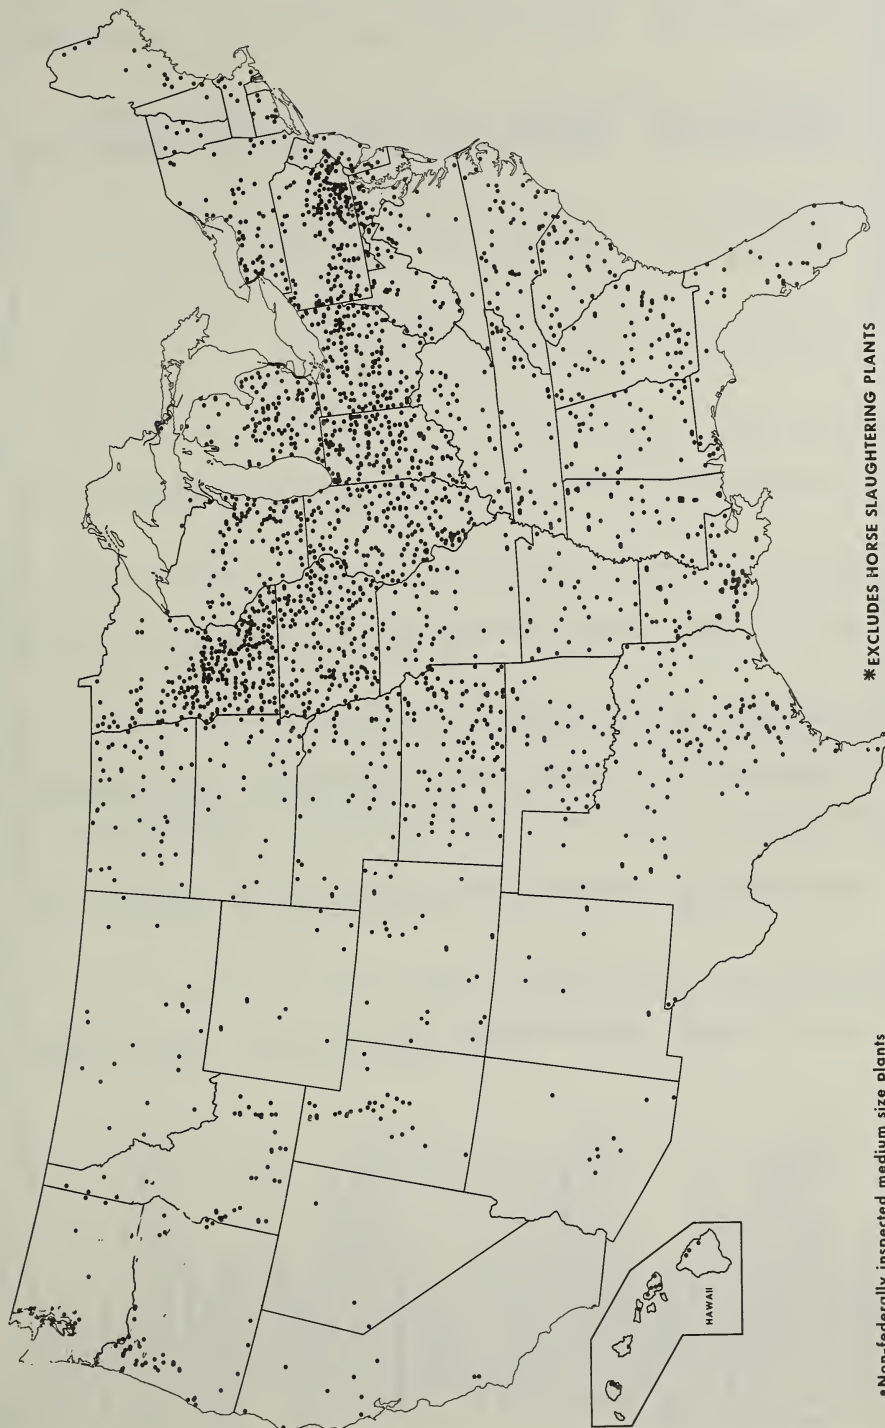 HAWAII
*EXCLUDES HORSE SLAUGHTERING PLANTS
•Non-federally inspected medium size plants